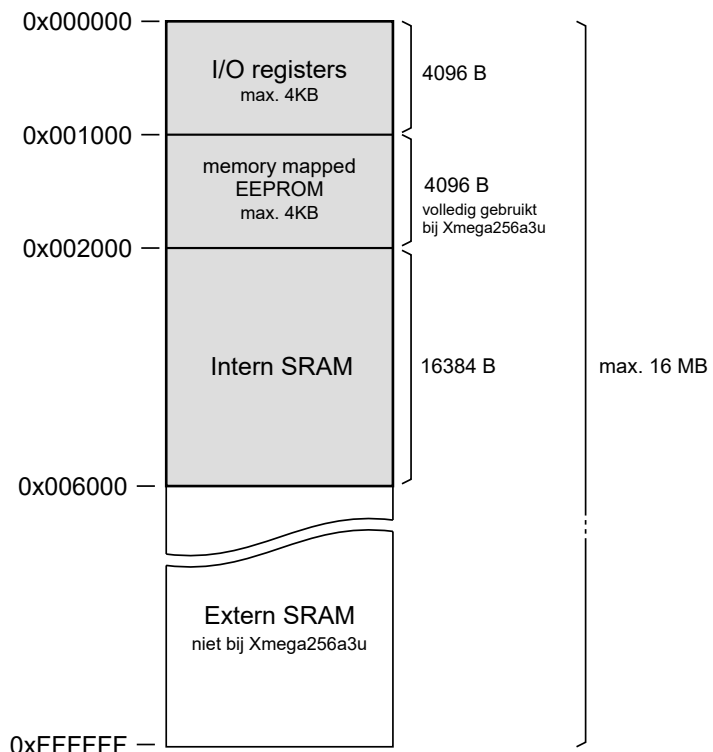 0x000000
I/O registers
max. 4KB
4096 B
0x001000
memory mapped
EEPROM
max. 4KB
4096 B
volledig gebruikt
bij Xmega256a3u
0x002000
Intern SRAM
16384 B
max. 16 MB
0x006000
Extern SRAM
niet bij Xmega256a3u
0xFFFFFF